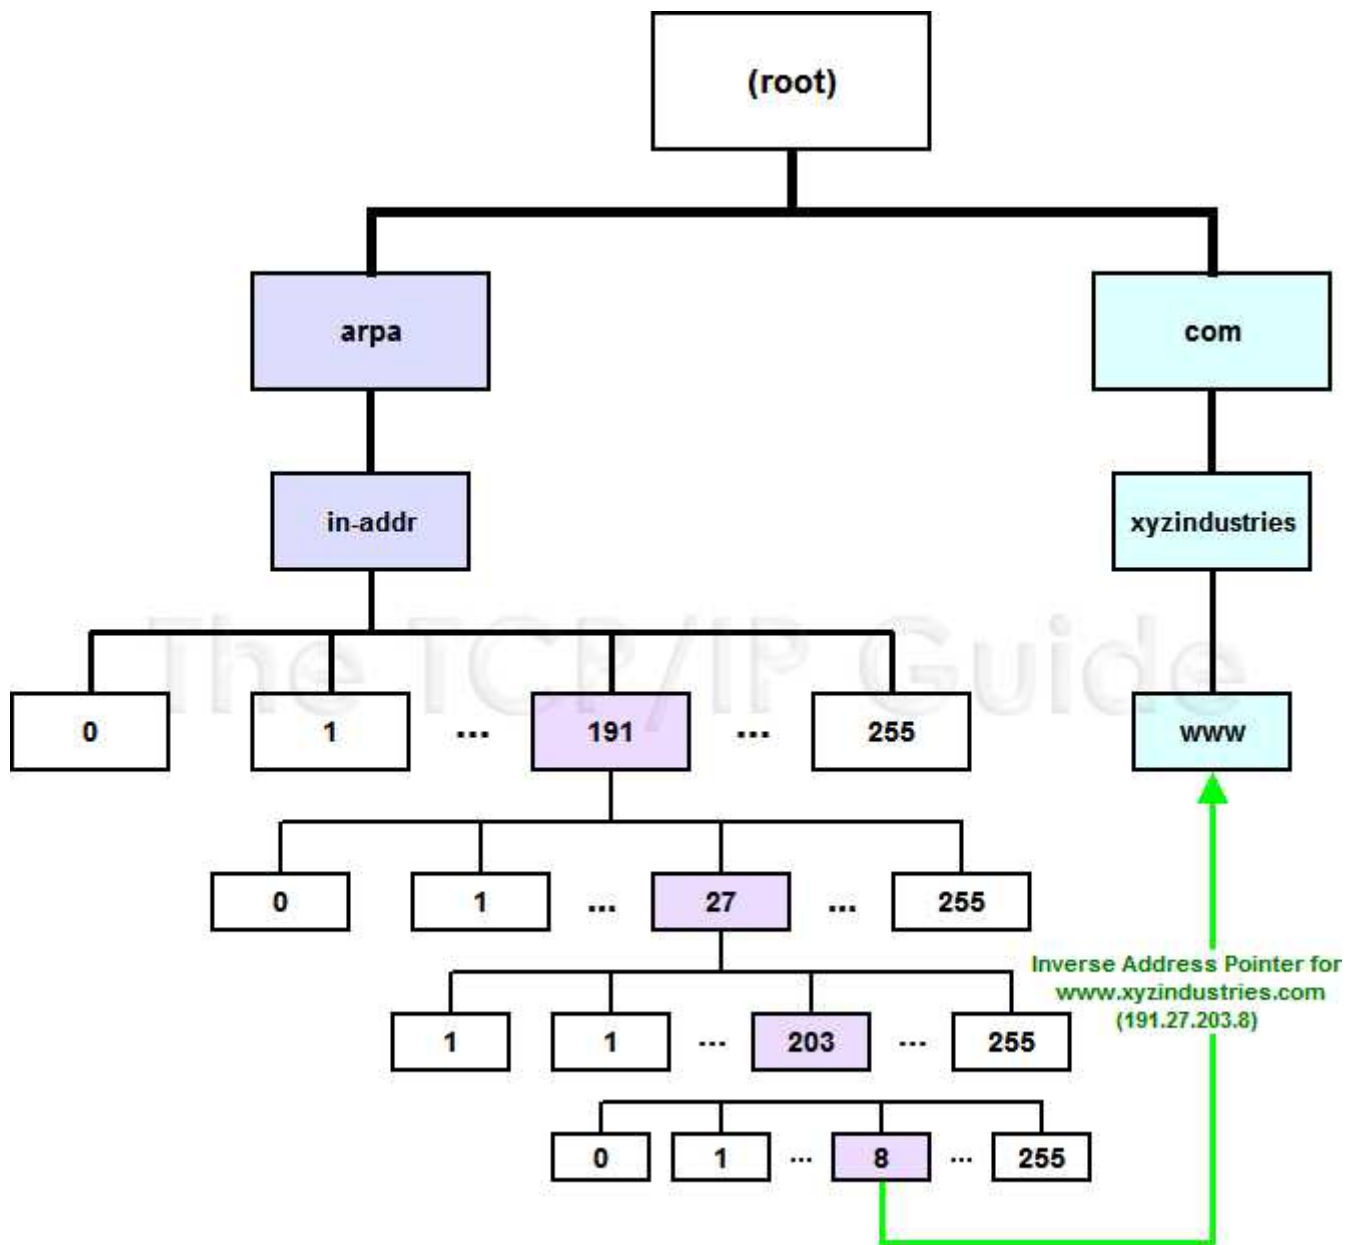 (root)
arpa
com
in-addr
xyzindustries
The TCP/IP Guide
0
1
...
191
...
255
www
0
1
...
27
...
255
Inverse Address Pointer for
www.xyzindustries.com
(191.27.203.8)
1
1
...
203
...
255
0
1
...
8
...
255